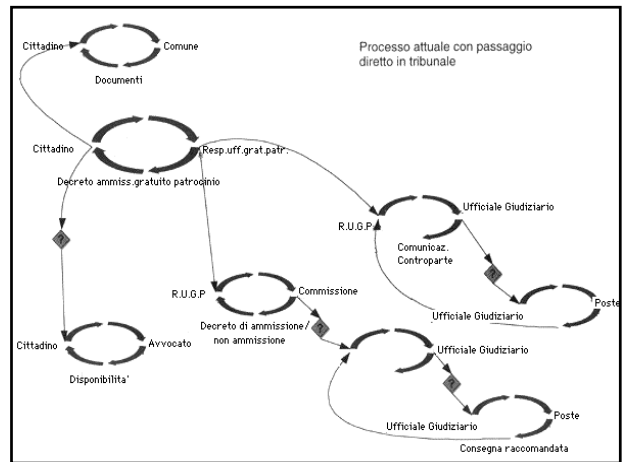 Processo attuale con passaggio
diretto in tribunale
Cittadino
Comune
Documenti
Cittadino
Resp.uff.grat.patr.
Decreto ammiss.gratuito patrocinio
Ufficiale Giudiziario
R.U.G.P.
Comunicaz.
Controparte
?
?
R.U.G.P
Commissione
Poste
Ufficiale Giudiziario
Decreto di ammissione/
non ammissione
?
Cittadino
Avvocato
Ufficiale Giudiziario
Disponibilita'
?
Poste
Ufficiale Giudiziario
Consegna raccomandata